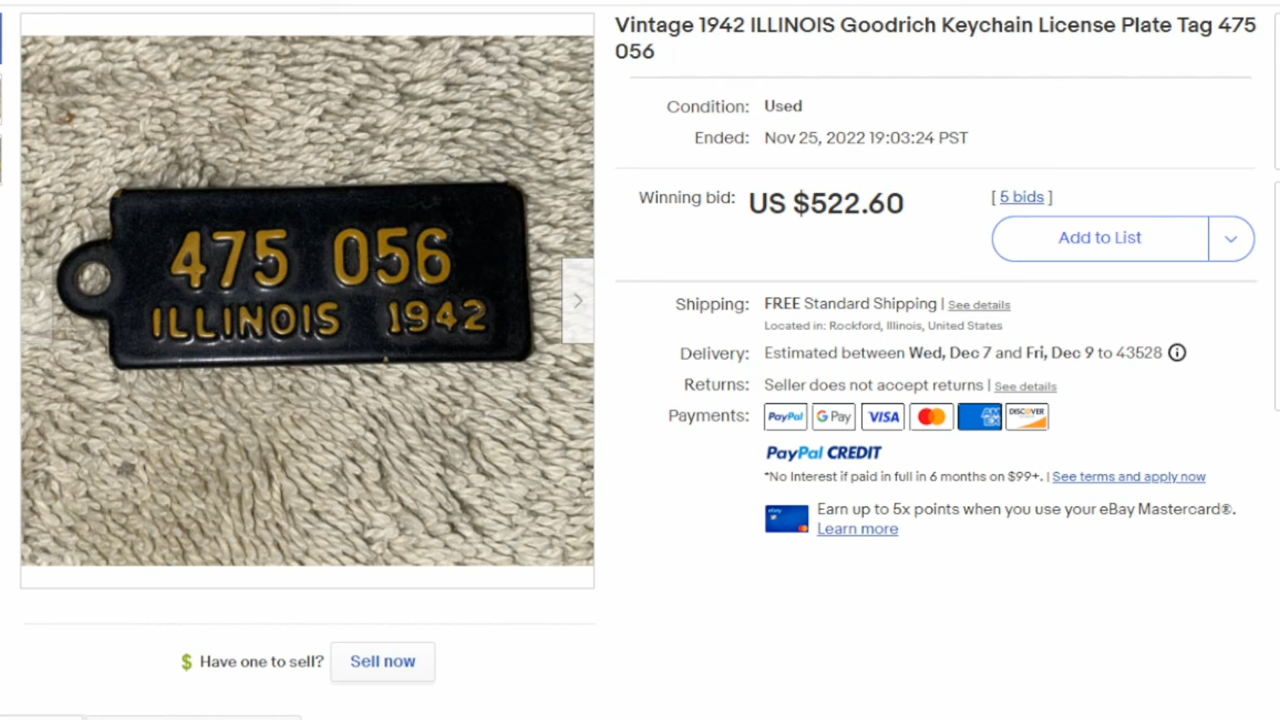 Vintage 1942 ILLINOIS Goodrich Keychain License Plate Tag 475
056
475 056
ILLINOIS 1942
Condition: Used
Ended: Nov 25, 2022 19:03:24 PST
Winning bid: US $522.60 [ 5 bids ]
Add to List
Shipping: FREE Standard Shipping | See details
Located in: Rockford, Illinois, United States
Delivery: Estimated between Wed, Dec 7 and Fri, Dec 9 to 43528
Returns: Seller does not accept returns | See details
Payments: PayPal G Pay VISA AMEX DISCOVER
PayPal CREDIT
*No Interest if paid in full in 6 months on $99+. | See terms and apply now
Earn up to 5x points when you use your eBay Mastercard®.
Learn more
$ Have one to sell? Sell now